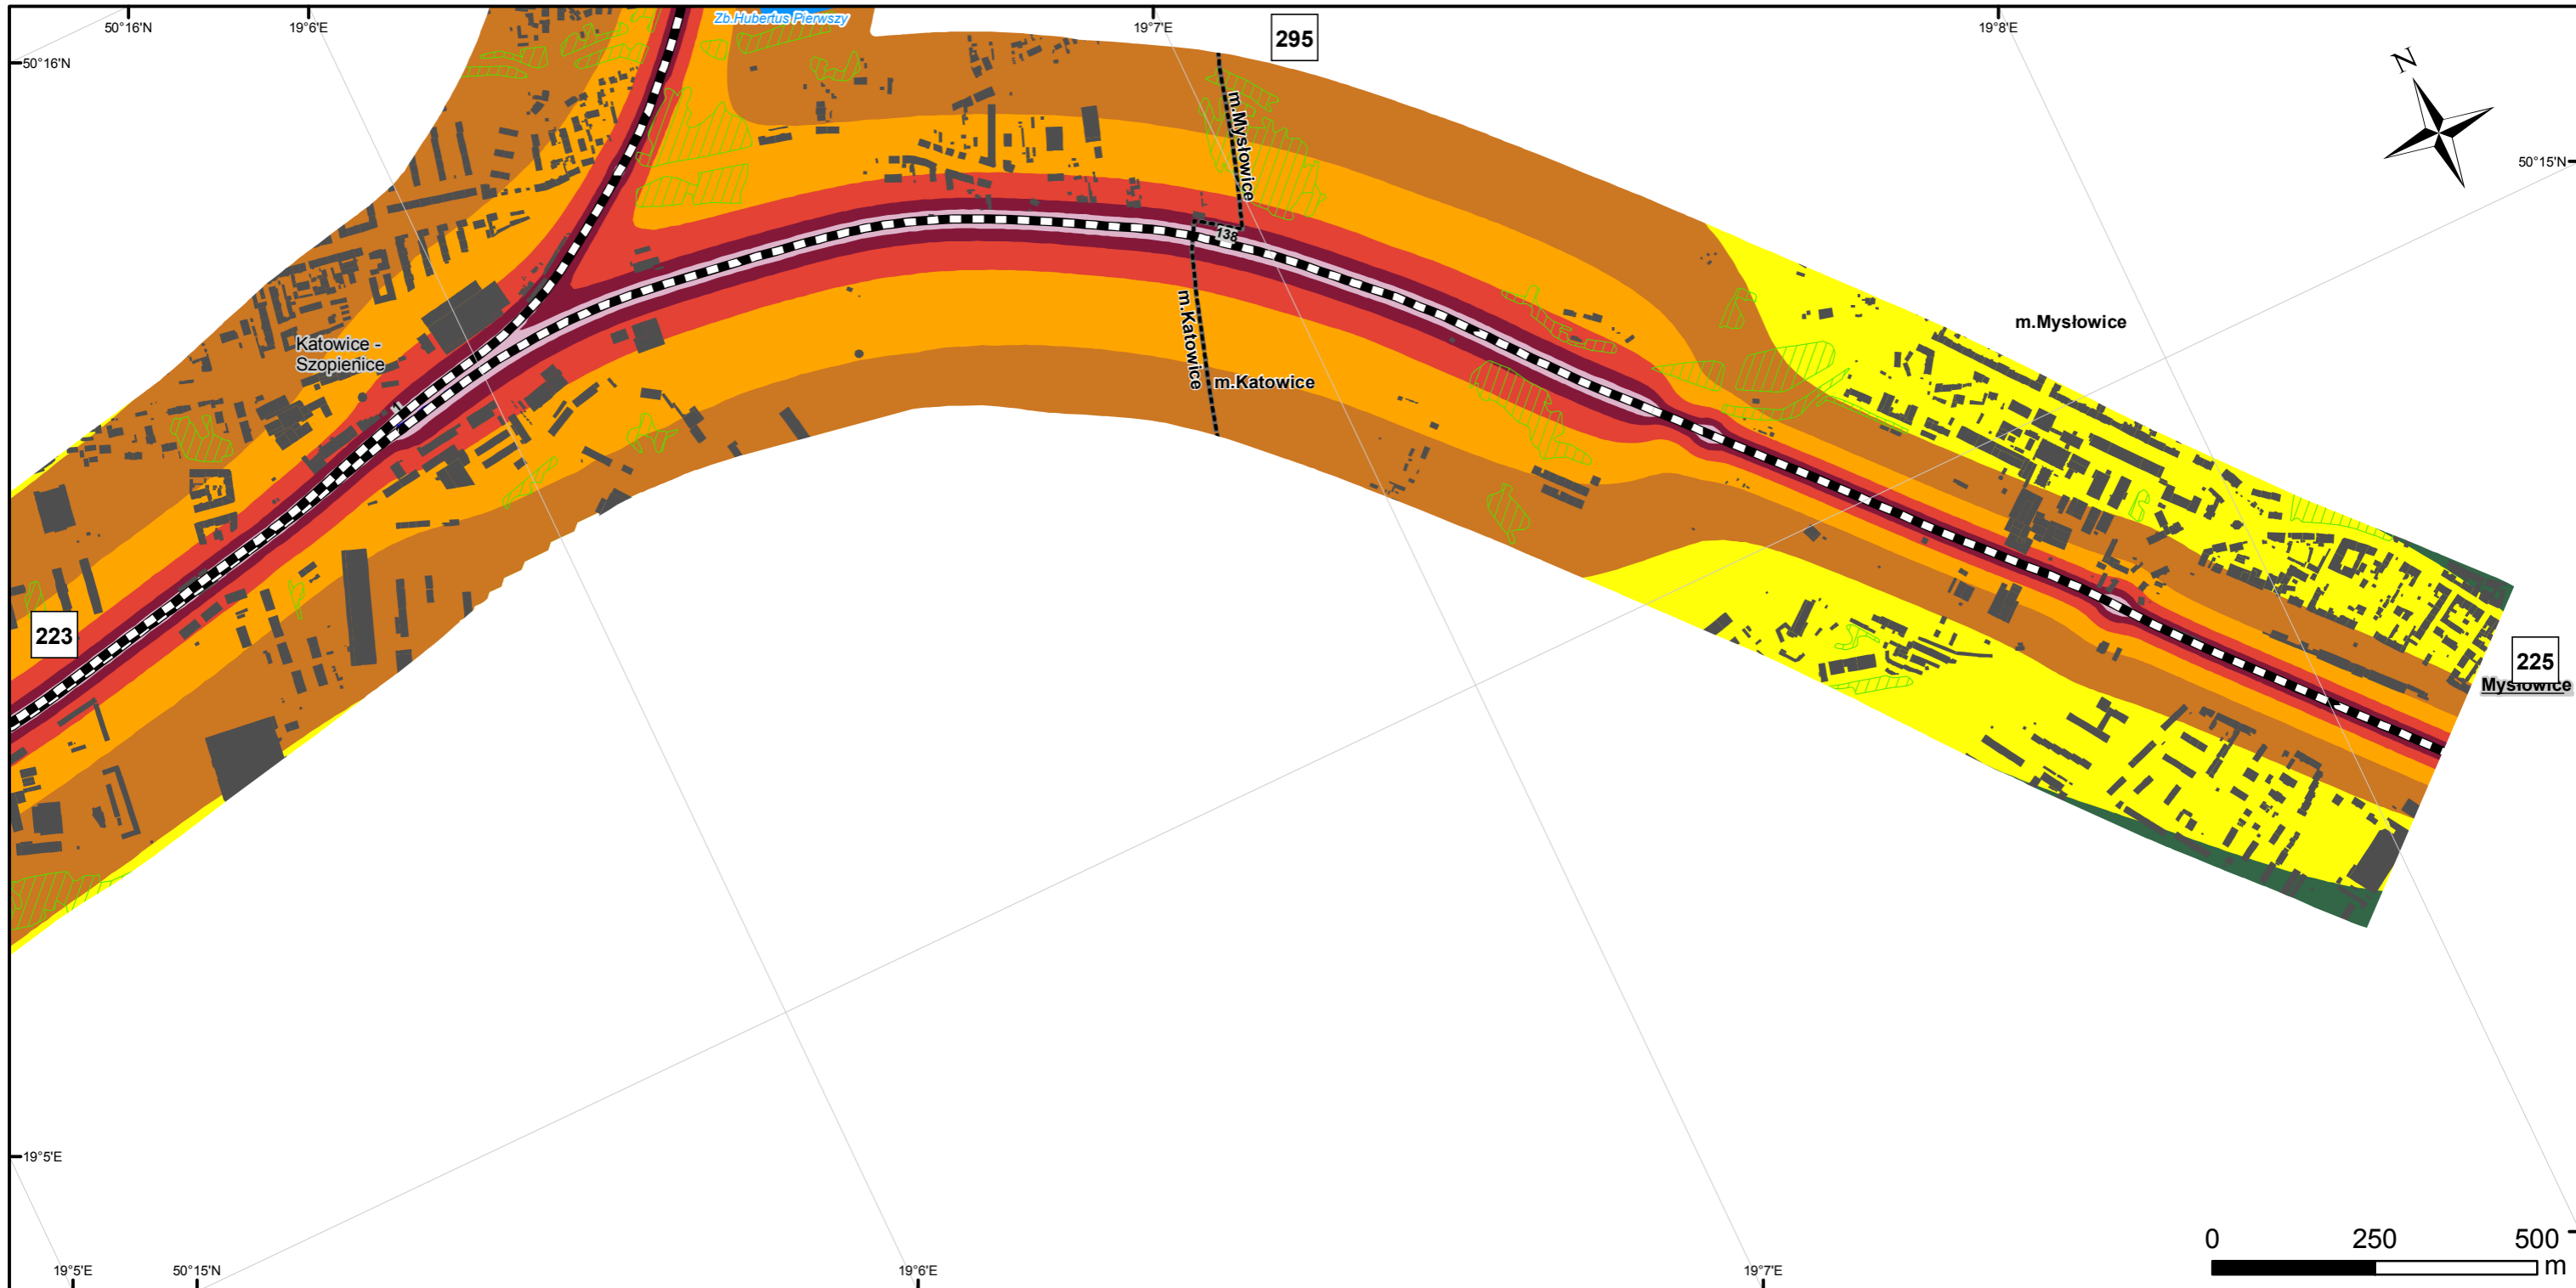 Zb.Hubertus Pierwszy
50°16'N
19°6'E
19°7'E
19°8'E
295
50°16'N
N
50°15'N
m.Mysłowice
138
m.Katowice
m.Mysłowice
Katowice -
Szopienice
m.Katowice
223
225
Mysłowice
19°5'E
0 250 500
m
19°5'E
50°15'N
19°6'E
19°7'E